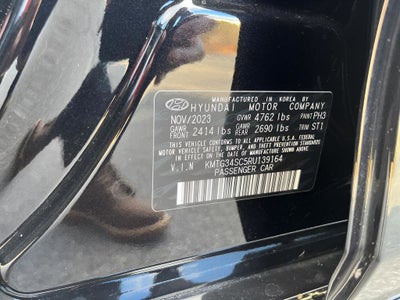 MANUFACTURED IN KOREA BY
HYUNDAI MOTOR COMPANY
NOV/2023 GVWR 4762 lbs PAINT PH3
GAWR FRONT 2414 lbs GAWR REAR 2690 lbs TRIM ST1
THIS VEHICLE CONFORMS TO ALL APPLICABLE U.S.A. FEDERAL
MOTOR VEHICLE SAFETY, BUMPER, AND THEFT PREVENTION
STANDARDS IN EFFECT ON THE DATE OF
MANUFACTURE SHOWN ABOVE
V.I.N KMTG34SC5RU139164
PASSENGER CAR